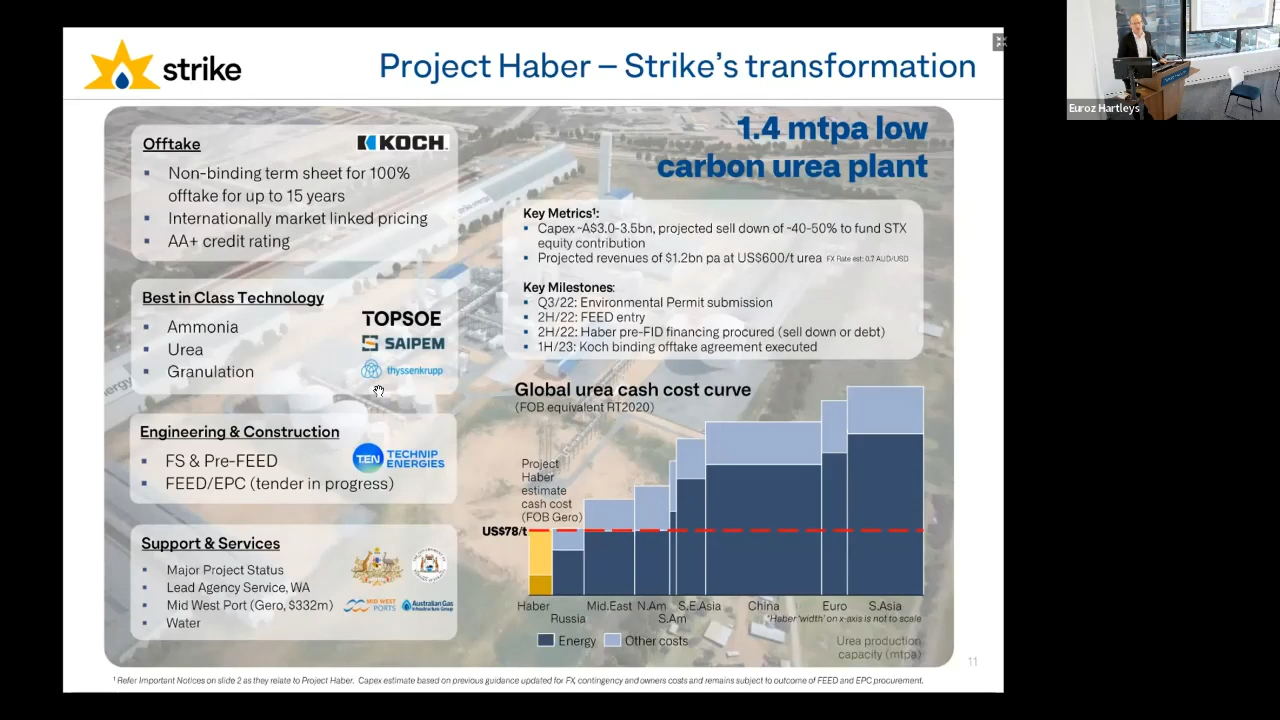 strike
Project Haber – Strike's transformation
Euroz Hartleys
Offtake
KOCH.
▪ Non-binding term sheet for 100%
offtake for up to 15 years
▪ Internationally market linked pricing
▪ AA+ credit rating
Best in Class Technology
▪ Ammonia
▪ Urea
▪ Granulation
TOPSOE
SAIPEM
thyssenkrupp
Engineering & Construction
▪ FS & Pre-FEED
▪ FEED/EPC (tender in progress)
T.EN TECHNIP
ENERGIES
Support & Services
▪ Major Project Status
▪ Lead Agency Service, WA
▪ Mid West Port (Gero, $332m)
▪ Water
MID WEST
PORTS
Australian Gas
Infrastructure Group
1.4 mtpa low
carbon urea plant
Key Metrics¹:
▪ Capex ~A$3.0-3.5bn, projected sell down of ~40-50% to fund STX
equity contribution
▪ Projected revenues of $1.2bn pa at US$600/t urea FX Rate est: 0.7 AUD/USD
Key Milestones:
▪ Q3/22: Environmental Permit submission
▪ 2H/22: FEED entry
▪ 2H/22: Haber pre-FID financing procured (sell down or debt)
▪ 1H/23: Koch binding offtake agreement executed
Global urea cash cost curve
(FOB equivalent RT2020)
Project
Haber
estimate
cash cost
(FOB Gero)
US$78/t
Haber Mid.East N.Am S.E.Asia China Euro S.Asia
Russia S.Am
*Haber 'width' on x-axis is not to scale
Energy Other costs
Urea production
capacity (mtpa)
11
¹ Refer Important Notices on slide 2 as they relate to Project Haber. Capex estimate based on previous guidance updated for FX, contingency and owners costs and remains subject to outcome of FEED and EPC procurement.